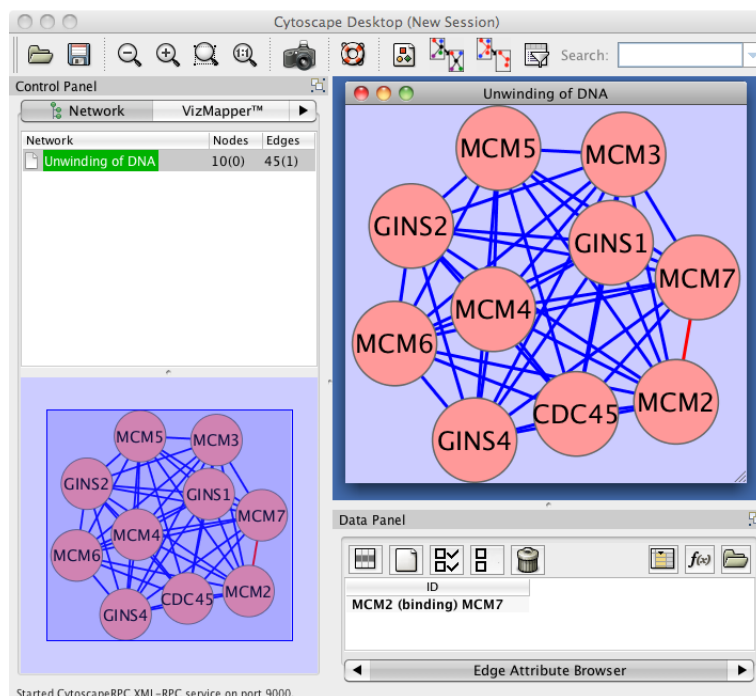 Cytoscape Desktop (New Session)
1:1
Search:
Control Panel
Network VizMapper™
Network Nodes Edges
Unwinding of DNA 10(0) 45(1)
MCM5 MCM3
GINS2 GINS1
MCM7
MCM4
MCM6
CDC45 MCM2
GINS4
Unwinding of DNA
MCM5 MCM3
GINS2
GINS1
MCM7
MCM4
MCM6
CDC45 MCM2
GINS4
Data Panel
f(x)
ID
MCM2 (binding) MCM7
Edge Attribute Browser
Started CytoscapeRPC XML-RPC service on port 9000